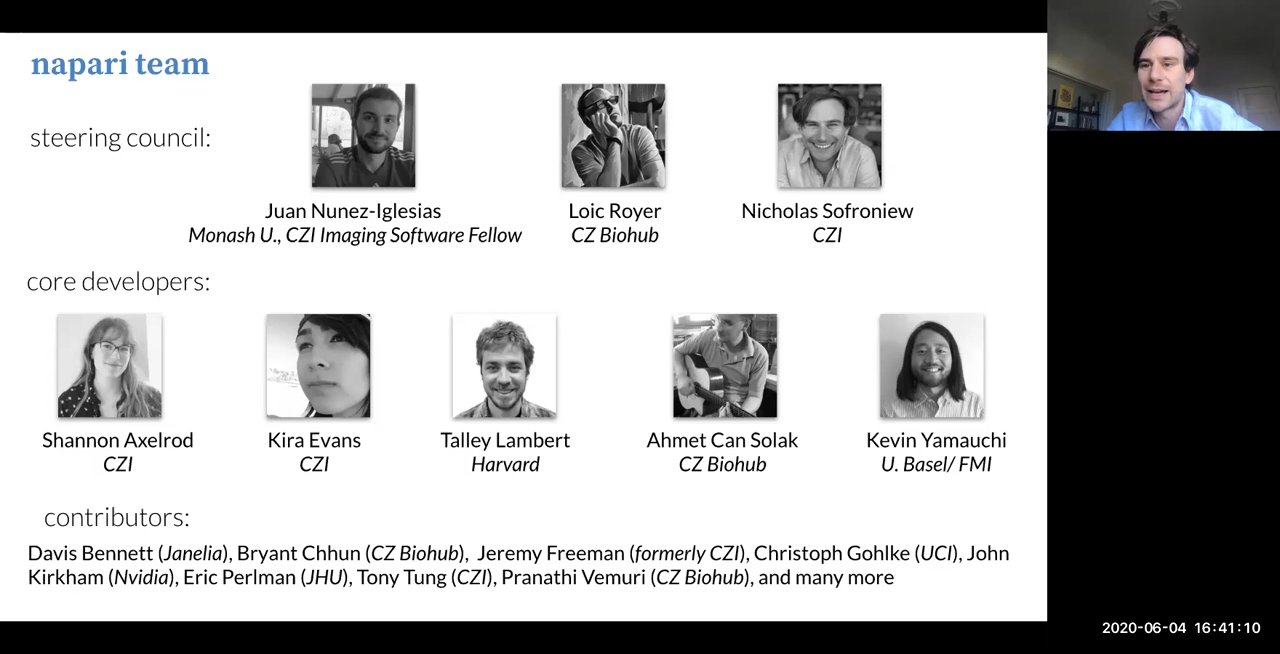 napari team
steering council:
Juan Nunez-Iglesias
Monash U., CZI Imaging Software Fellow
Loic Royer
CZ Biohub
Nicholas Sofroniew
CZI
core developers:
Shannon Axelrod
CZI
Kira Evans
CZI
Talley Lambert
Harvard
Ahmet Can Solak
CZ Biohub
Kevin Yamauchi
U. Basel/ FMI
contributors:
Davis Bennett (Janelia), Bryant Chhun (CZ Biohub), Jeremy Freeman (formerly CZI), Christoph Gohlke (UCI), John
Kirkham (Nvidia), Eric Perlman (JHU), Tony Tung (CZI), Pranathi Vemuri (CZ Biohub), and many more
2020-06-04 16:41:10